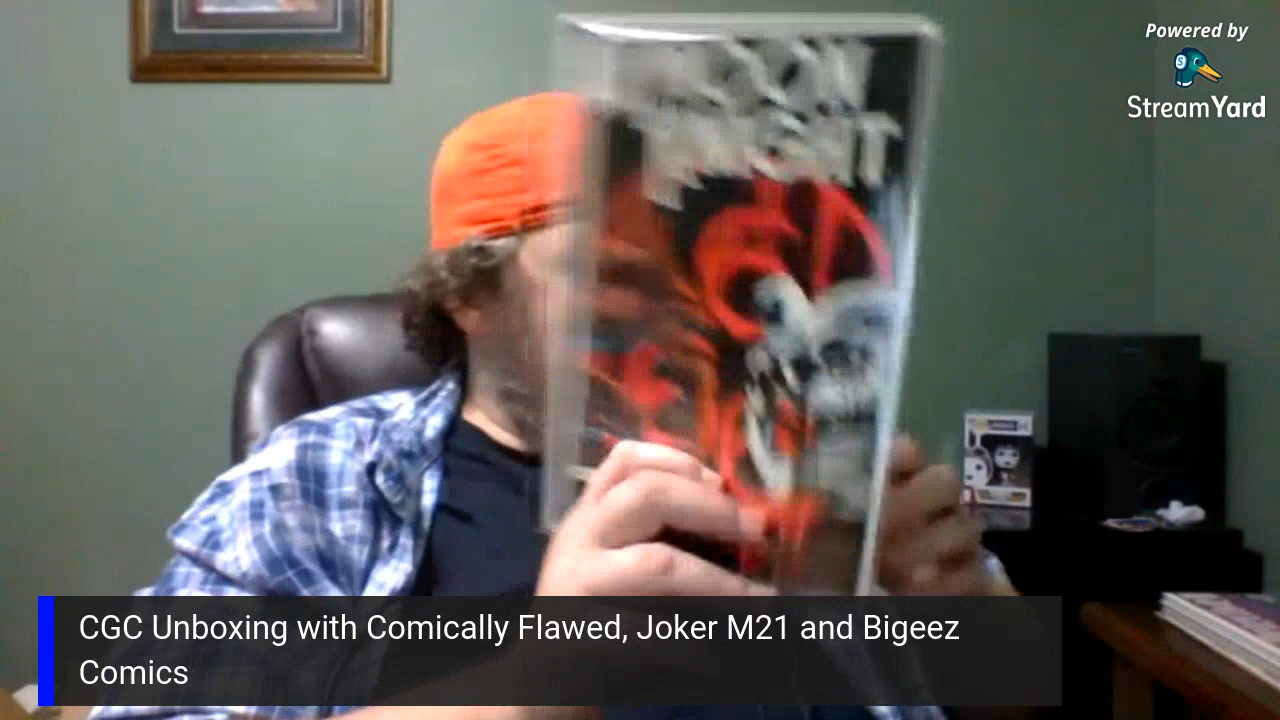 Powered by
StreamYard
CGC Unboxing with Comically Flawed, Joker M21 and Bigeez
Comics